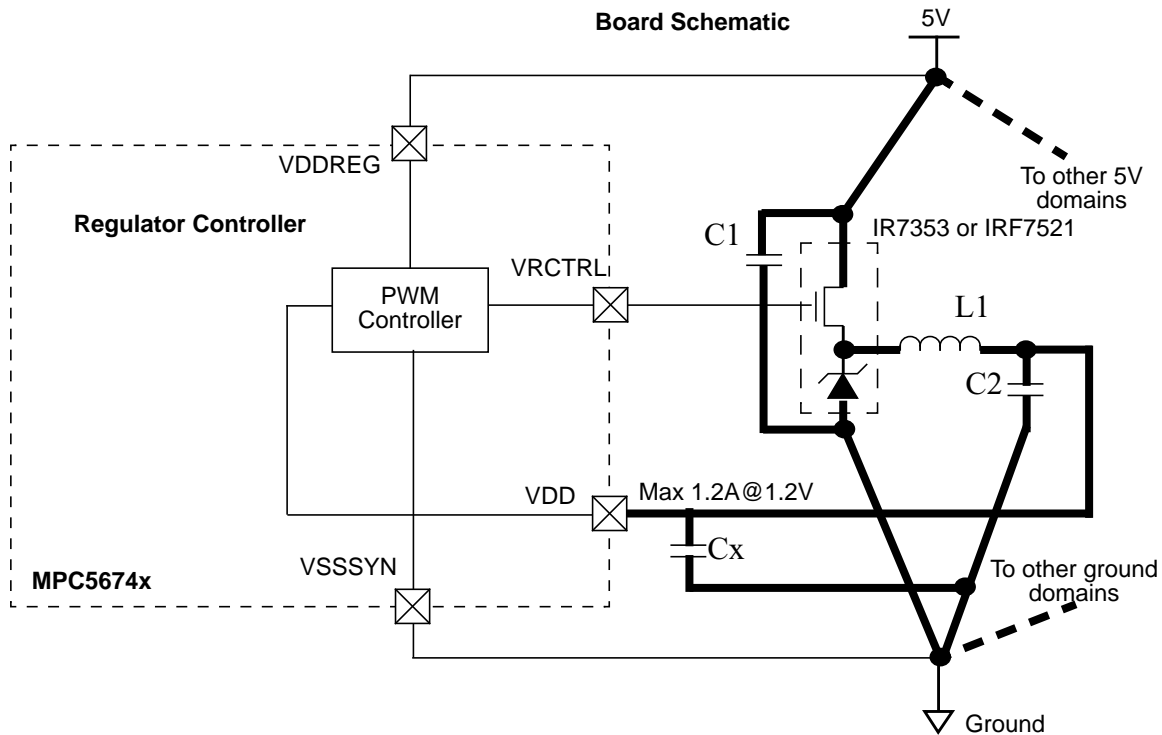 Board Schematic
5V
VDDREG
To other 5V
domains
Regulator Controller
C1
IR7353 or IRF7521
VRCTRL
PWM
Controller
L1
C2
VDD
Max 1.2A@1.2V
Cx
VSSSYN
MPC5674x
To other ground
domains
Ground